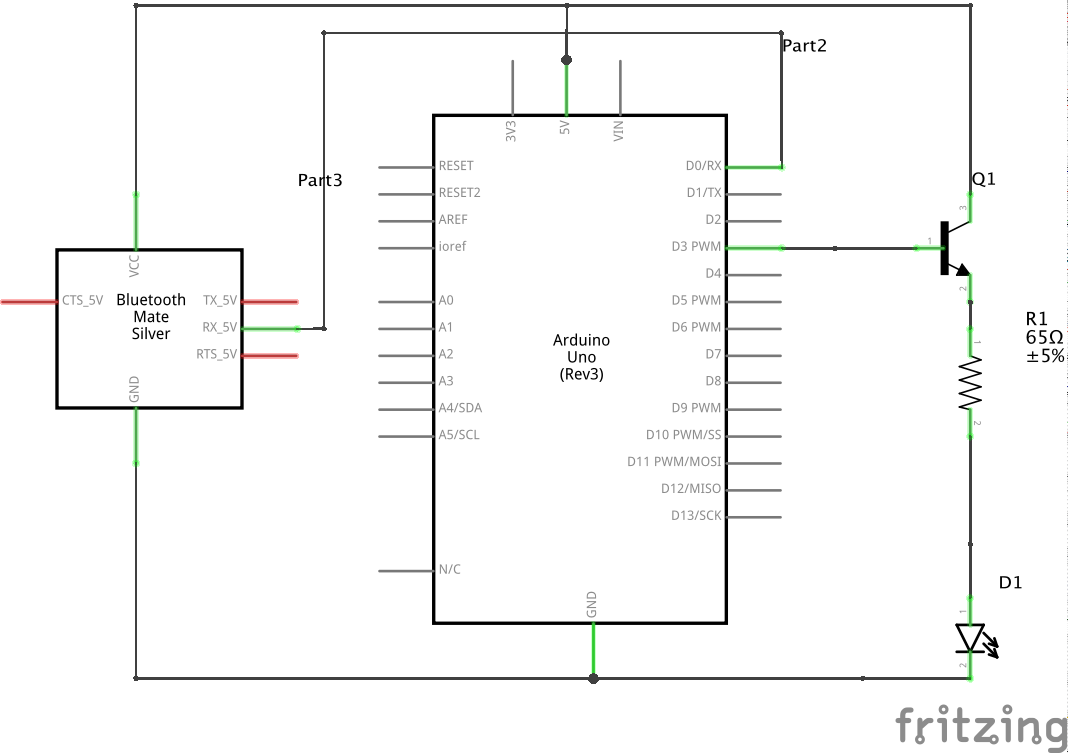 Part2
3V3
5V
VIN
RESET
D0/RX
Part3
RESET2
D1/TX
Q1
AREF
D2
3
ioref
D3 PWM
1
VCC
D4
2
CTS_5V
Bluetooth
Mate
Silver
TX_5V
RX_5V
RTS_5V
GND
A0
A1
A2
A3
A4/SDA
A5/SCL
Arduino
Uno
(Rev3)
D5 PWM
D6 PWM
D7
D8
D9 PWM
D10 PWM/SS
D11 PWM/MOSI
D12/MISO
D13/SCK
R1
65Ω
±5%
1
2
N/C
GND
D1
1
2
fritzing